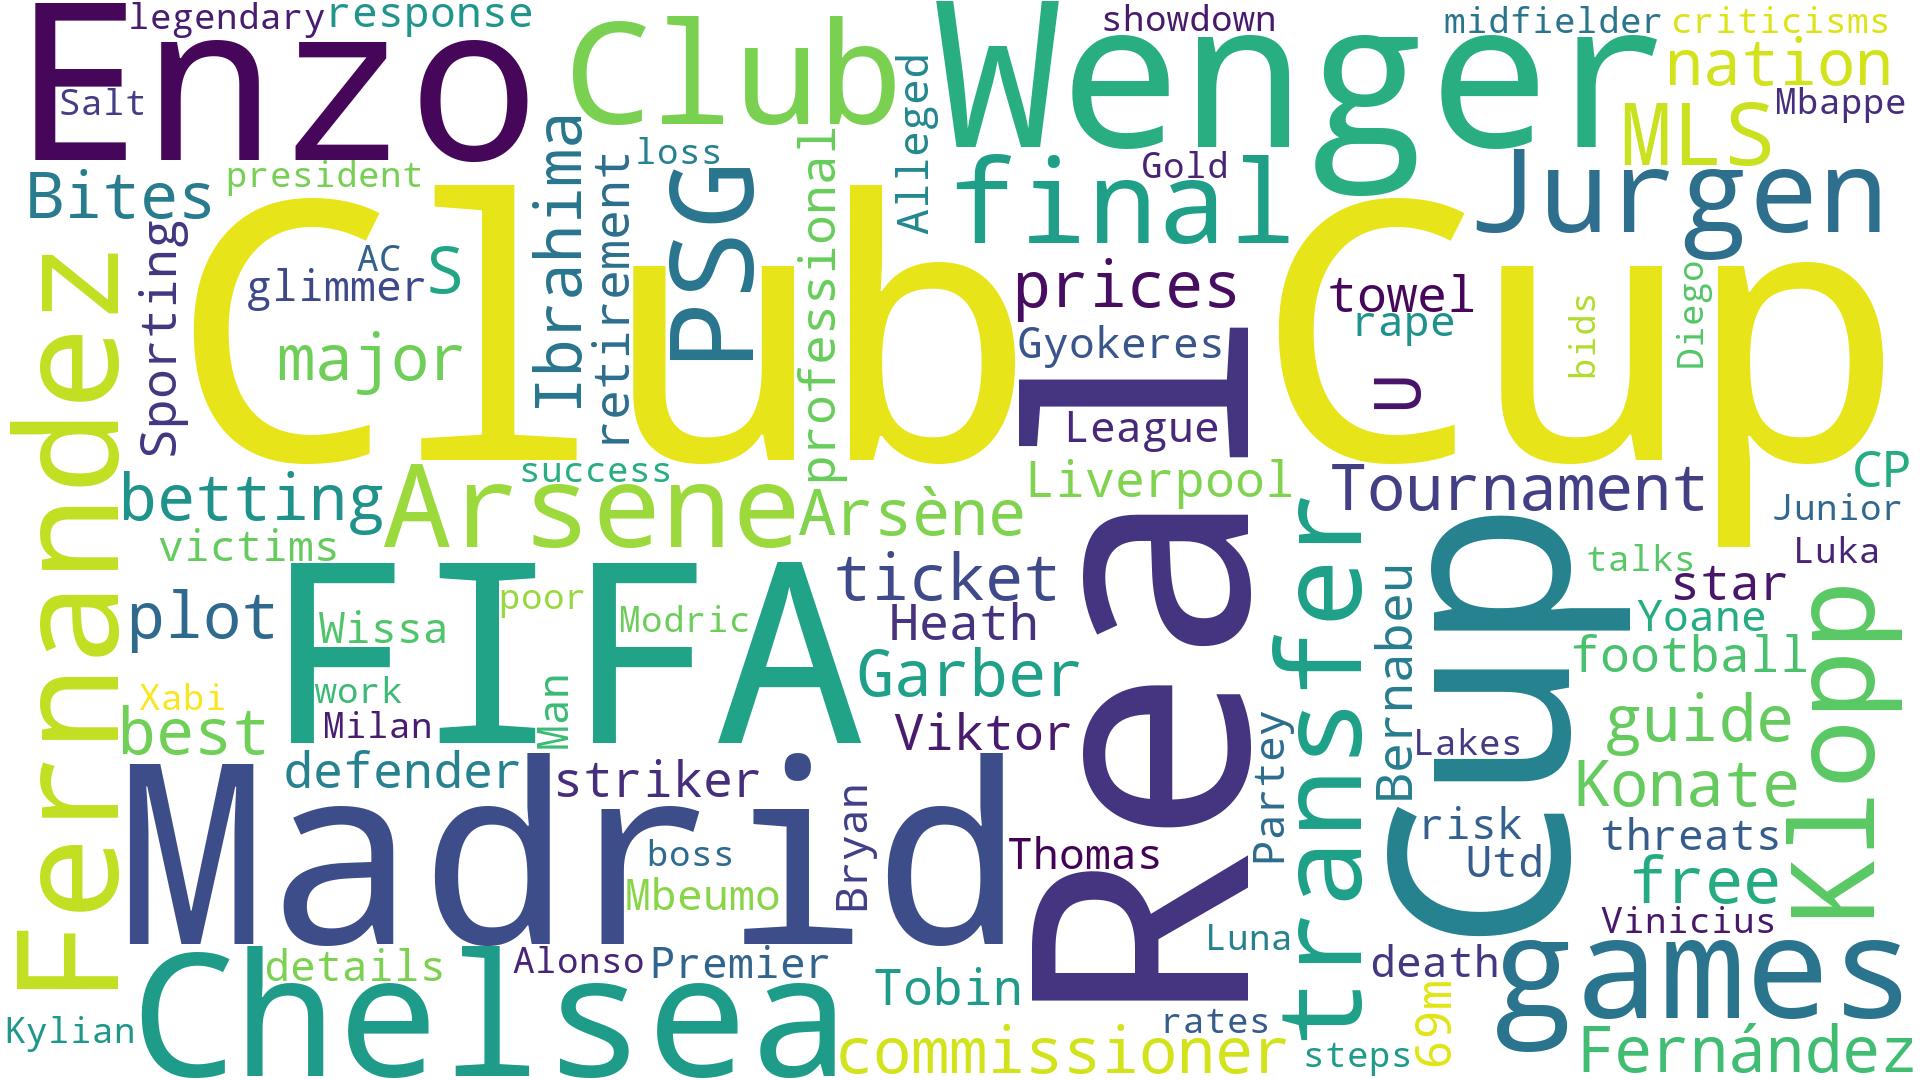 legendary
response
Enzo
Salt
Club
Wenger
showdown
midfielder
criticisms
nation
MLS
Mbappe
Alleged
loss
professional
Ibrahima
retirement
PSG
final
Gold
Jurgen
president
Bites
Sporting
Club Cup
AC
glimmer
S
major
prices
Gyokeres
League
towel
rape
u
bids
Diego
Fernandez
betting
Arsene
success
Arsène
Liverpool
Tournament
CP
Junior
Luka
victims
FIFA
plot
Wissa
poor
Modric
ticket
Heath
Garber
Real
transfer
Bernabeu
Cup
talks
star
Yoane
football
Klopp
Xabi
best
work
Milan
Man
Viktor
Partey
Lakes
guide
Konate
defender
striker
Madrid
boss
Mbeumo
Bryan
Thomas
risk
Utd
threats
free
Vinicius
Luna
death
games
Chelsea
details
Alonso
Premier
Tobin
Kylian
commissioner
rates
steps
69m
Fernández